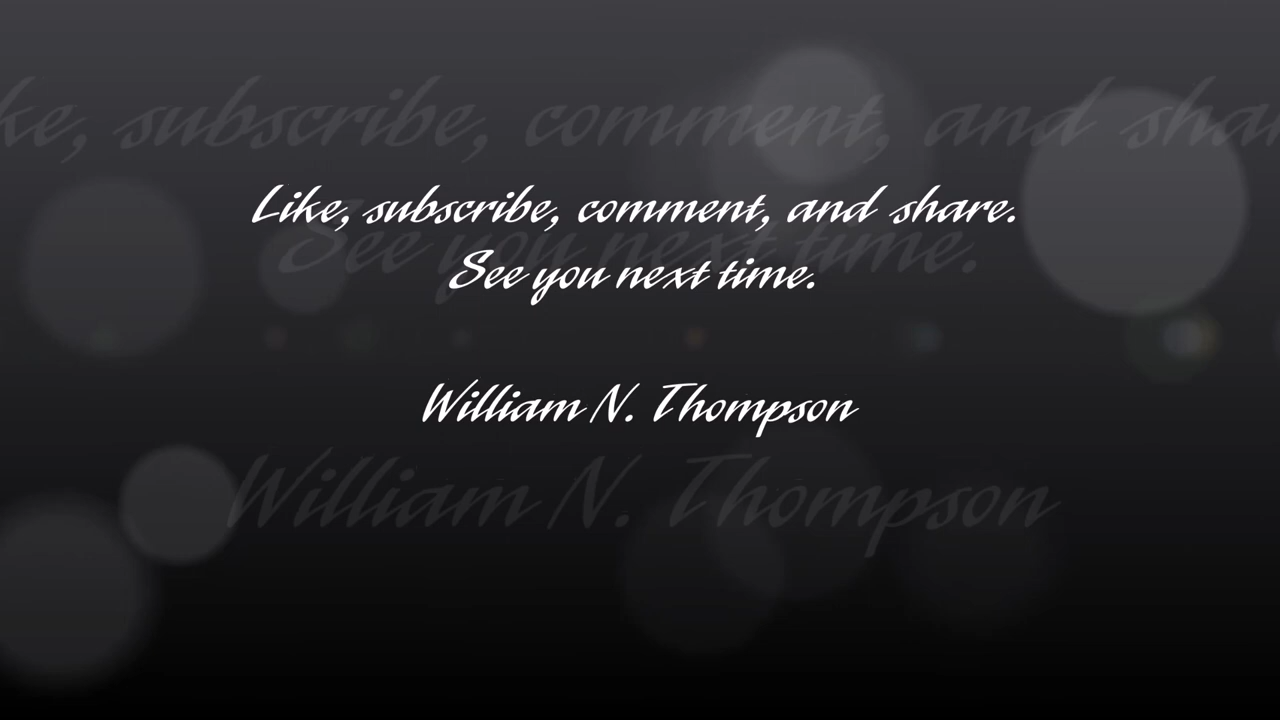 Like, subscribe, comment, and share.
See you next time.
William N. Thompson